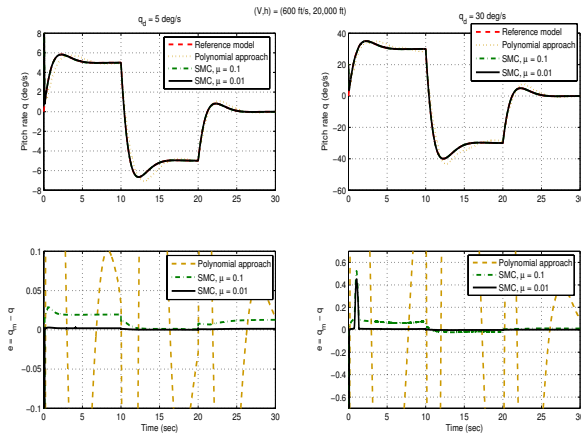 (V,h) = (600 ft/s, 20,000 ft)
q_d = 5 deg/s
q_d = 30 deg/s
Pitch rate q (deg/s)
8
6
4
2
0
−2
−4
−6
−8
0 5 10 15 20 25 30
Reference model
Polynomial approach
SMC, μ = 0.1
SMC, μ = 0.01
Pitch rate q (deg/s)
40
20
0
−20
−40
−60
0 5 10 15 20 25 30
Reference model
Polynomial approach
SMC, μ = 0.1
SMC, μ = 0.01
e = q_m − q
0.1
0.05
0
−0.05
−0.1
0 5 10 15 20 25 30
Time (sec)
Polynomial approach
SMC, μ = 0.1
SMC, μ = 0.01
e = q_m − q
0.6
0.4
0.2
0
−0.2
−0.4
−0.6
0 5 10 15 20 25 30
Time (sec)
Polynomial approach
SMC, μ = 0.1
SMC, μ = 0.01